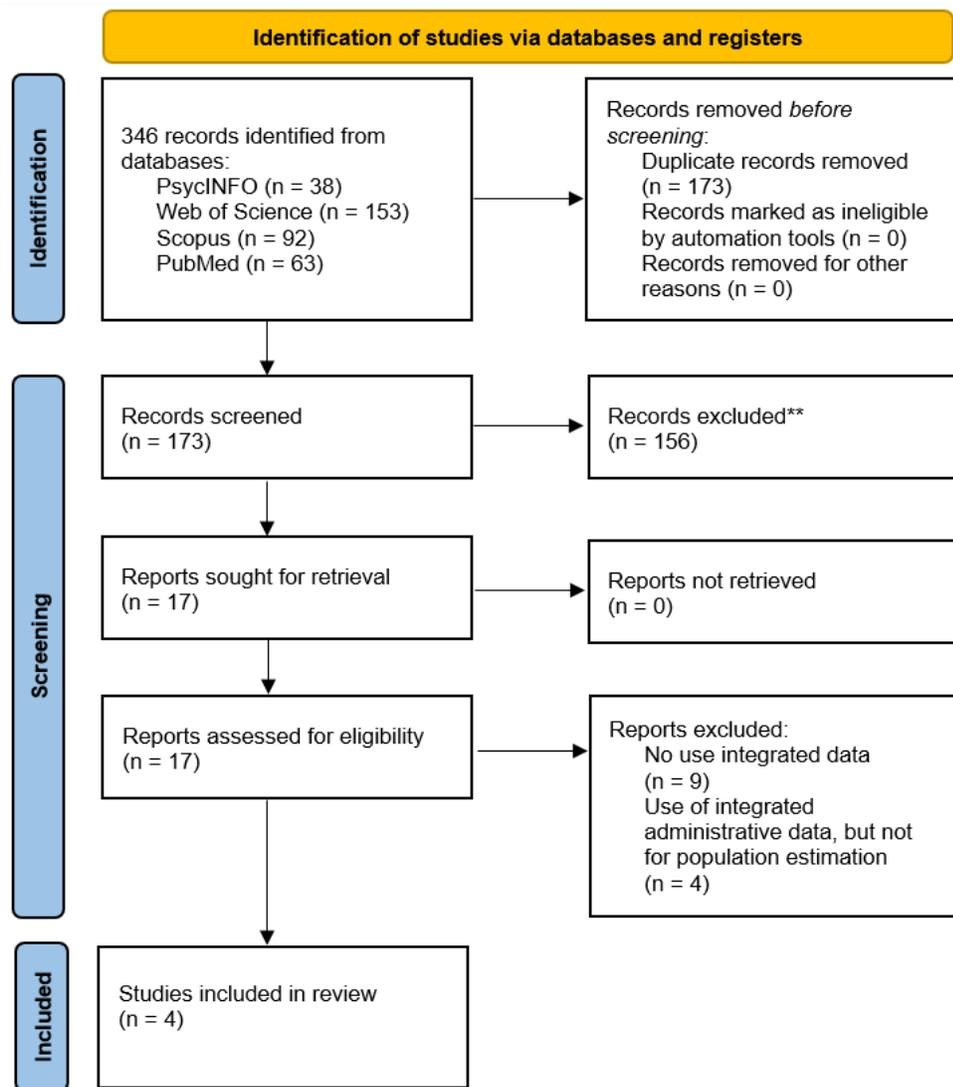 Identification of studies via databases and registers
Identification
346 records identified from
databases:
PsycINFO (n = 38)
Web of Science (n = 153)
Scopus (n = 92)
PubMed (n = 63)
Records removed before
screening:
Duplicate records removed
(n = 173)
Records marked as ineligible
by automation tools (n = 0)
Records removed for other
reasons (n = 0)
Screening
Records screened
(n = 173)
Records excluded**
(n = 156)
Reports sought for retrieval
(n = 17)
Reports not retrieved
(n = 0)
Reports assessed for eligibility
(n = 17)
Reports excluded:
No use integrated data
(n = 9)
Use of integrated
administrative data, but not
for population estimation
(n = 4)
Included
Studies included in review
(n = 4)